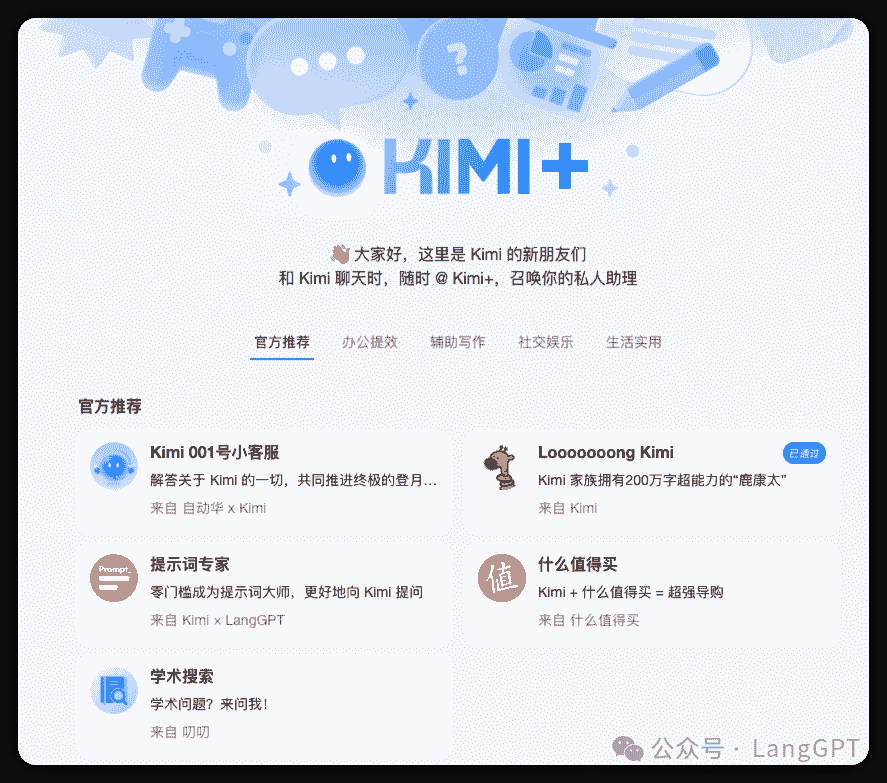 KIMI+
👋 大家好，这里是 Kimi 的新朋友们
和 Kimi 聊天时，随时 @ Kimi+，召唤你的私人助理
官方推荐 办公提效 辅助写作 社交娱乐 生活实用
官方推荐
Kimi 001号小客服
解答关于 Kimi 的一切，共同推进终极的登月...
来自 自动华 x Kimi
Looooooong Kimi
已通过
Kimi 家族拥有200万字超能力的“鹿康太”
来自 Kimi
Prompt_
提示词专家
零门槛成为提示词大师，更好地向 Kimi 提问
来自 Kimi × LangGPT
值
什么值得买
Kimi + 什么值得买 = 超强导购
来自 什么值得买
学术搜索
学术问题？来问我！
来自 叨叨
公众号 · LangGPT